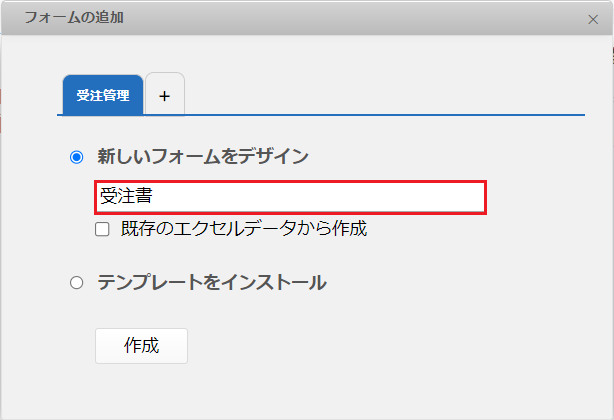 フォームの追加
×
受注管理
+
新しいフォームをデザイン
受注書
既存のエクセルデータから作成
テンプレートをインストール
作成